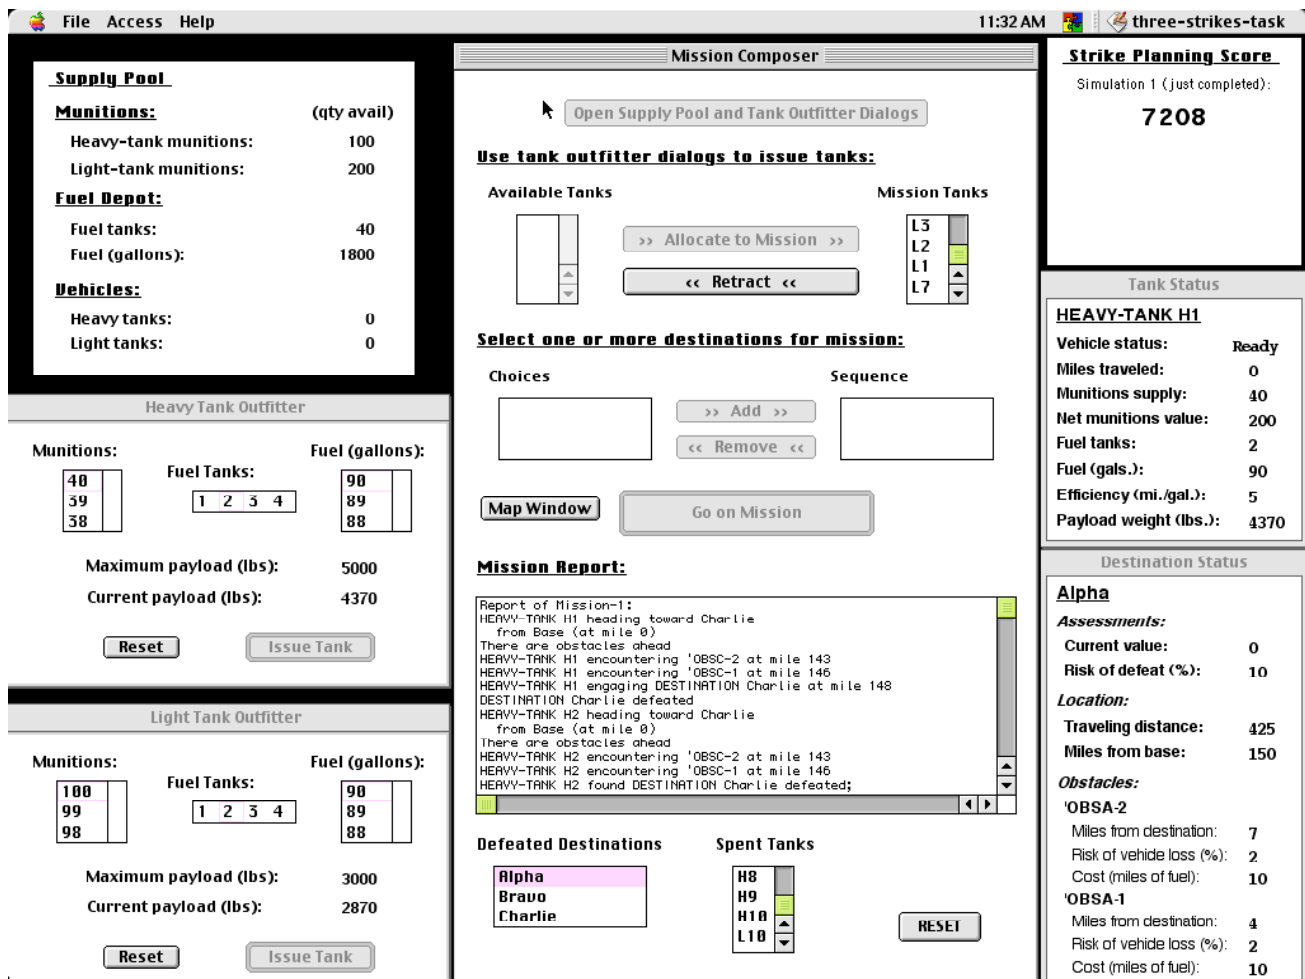 File Access Help 11:32 AM three-strikes-task
Supply Pool
Munitions: (qty avail)
Heavy-tank munitions: 100
Light-tank munitions: 200
Fuel Depot:
Fuel tanks: 40
Fuel (gallons): 1800
Vehicles:
Heavy tanks: 0
Light tanks: 0
Heavy Tank Outfitter
Munitions: Fuel Tanks: Fuel (gallons):
40 1 2 3 4 90
39 89
38 88
Maximum payload (lbs): 5000
Current payload (lbs): 4370
Reset Issue Tank
Light Tank Outfitter
Munitions: Fuel Tanks: Fuel (gallons):
100 1 2 3 4 90
99 89
98 88
Maximum payload (lbs): 3000
Current payload (lbs): 2870
Reset Issue Tank
Mission Composer
Open Supply Pool and Tank Outfitter Dialogs
Use tank outfitter dialogs to issue tanks:
Available Tanks Mission Tanks
>> Allocate to Mission >>
<< Retract <<
L3
L2
L1
L7
Select one or more destinations for mission:
Choices Sequence
>> Add >>
<< Remove <<
Map Window Go on Mission
Mission Report:
Report of Mission-1:
HEAVY-TANK H1 heading toward Charlie
from Base (at mile 0)
There are obstacles ahead
HEAVY-TANK H1 encountering 'OBSC-2 at mile 143
HEAVY-TANK H1 encountering 'OBSC-1 at mile 146
HEAVY-TANK H1 engaging DESTINATION Charlie at mile 148
DESTINATION Charlie defeated
HEAVY-TANK H2 heading toward Charlie
from Base (at mile 0)
There are obstacles ahead
HEAVY-TANK H2 encountering 'OBSC-2 at mile 143
HEAVY-TANK H2 encountering 'OBSC-1 at mile 146
HEAVY-TANK H2 found DESTINATION Charlie defeated;
Defeated Destinations Spent Tanks
Alpha
Bravo
Charlie
H8
H9
H10
L10
RESET
Strike Planning Score
Simulation 1 (just completed):
7208
Tank Status
HEAVY-TANK H1
Vehicle status: Ready
Miles traveled: 0
Munitions supply: 40
Net munitions value: 200
Fuel tanks: 2
Fuel (gals.): 90
Efficiency (mi./gal.): 5
Payload weight (lbs.): 4370
Destination Status
Alpha
Assessments:
Current value: 0
Risk of defeat (%): 10
Location:
Traveling distance: 425
Miles from base: 150
Obstacles:
'OBSA-2
Miles from destination: 7
Risk of vehicle loss (%): 2
Cost (miles of fuel): 10
'OBSA-1
Miles from destination: 4
Risk of vehicle loss (%): 2
Cost (miles of fuel): 10